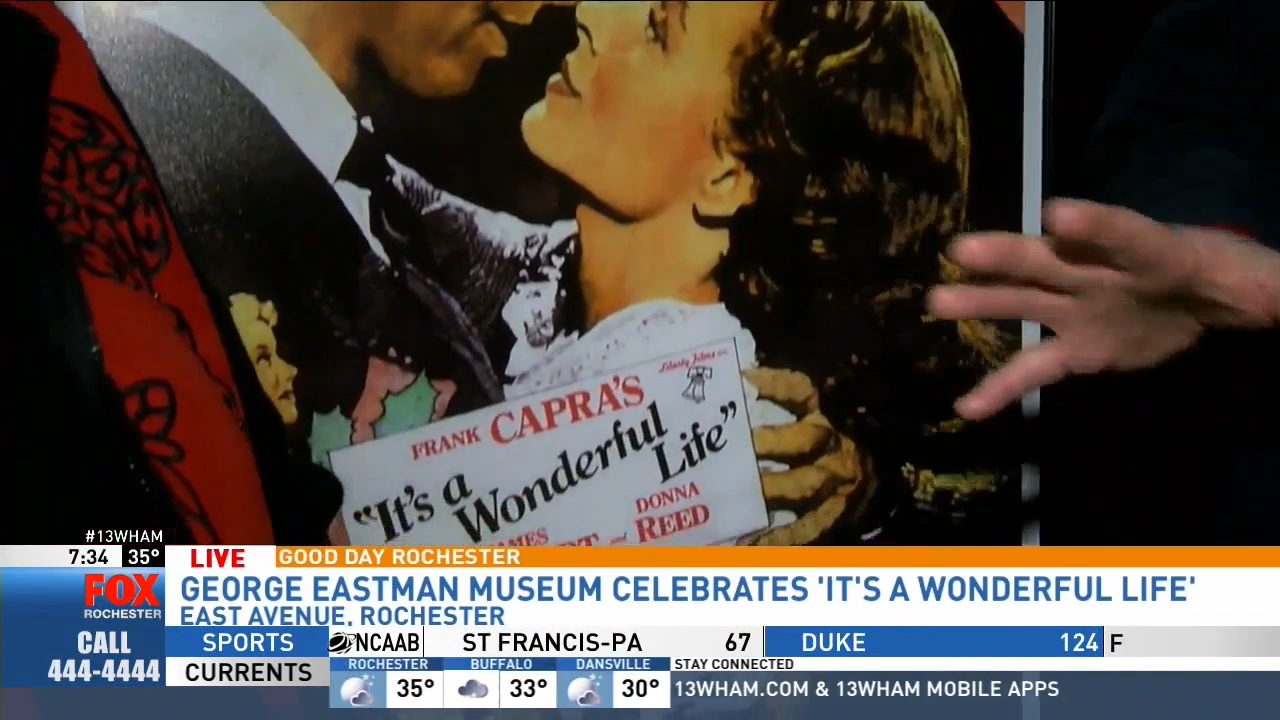 Liberty Films
FRANK CAPRA'S
"It's a
Wonderful
Life"
DONNA
REED
#13WHAM
7:34 35°
LIVE GOOD DAY ROCHESTER
FOX
ROCHESTER
GEORGE EASTMAN MUSEUM CELEBRATES 'IT'S A WONDERFUL LIFE'
EAST AVENUE, ROCHESTER
CALL
444-4444
SPORTS NCAAB ST FRANCIS-PA 67 DUKE 124 F
CURRENTS
ROCHESTER BUFFALO DANSVILLE STAY CONNECTED
35° 33° 30° 13WHAM.COM & 13WHAM MOBILE APPS